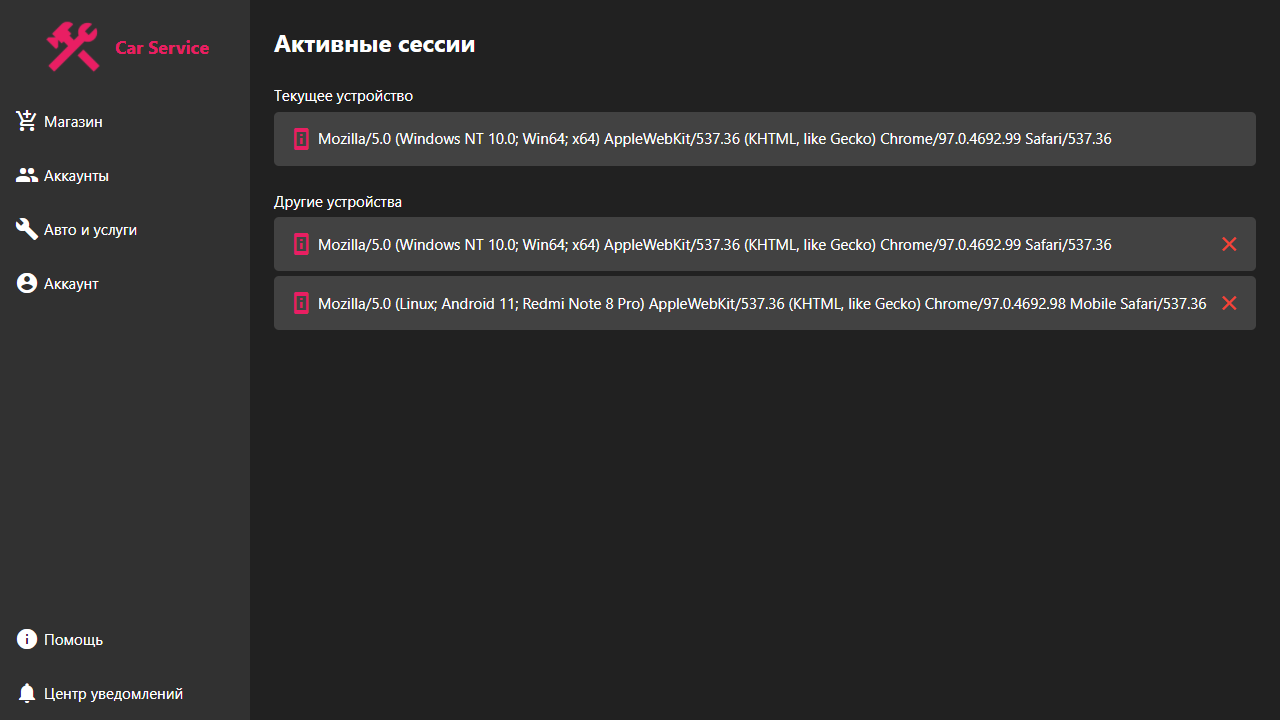 Car Service
Магазин
Аккаунты
Авто и услуги
Аккаунт
Помощь
Центр уведомлений
Активные сессии
Текущее устройство
Mozilla/5.0 (Windows NT 10.0; Win64; x64) AppleWebKit/537.36 (KHTML, like Gecko) Chrome/97.0.4692.99 Safari/537.36
Другие устройства
Mozilla/5.0 (Windows NT 10.0; Win64; x64) AppleWebKit/537.36 (KHTML, like Gecko) Chrome/97.0.4692.99 Safari/537.36
Mozilla/5.0 (Linux; Android 11; Redmi Note 8 Pro) AppleWebKit/537.36 (KHTML, like Gecko) Chrome/97.0.4692.98 Mobile Safari/537.36